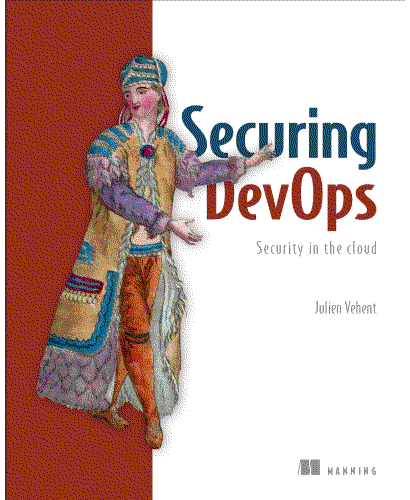 Securing
DevOps
Security in the cloud
Julien Vehent
MANNING